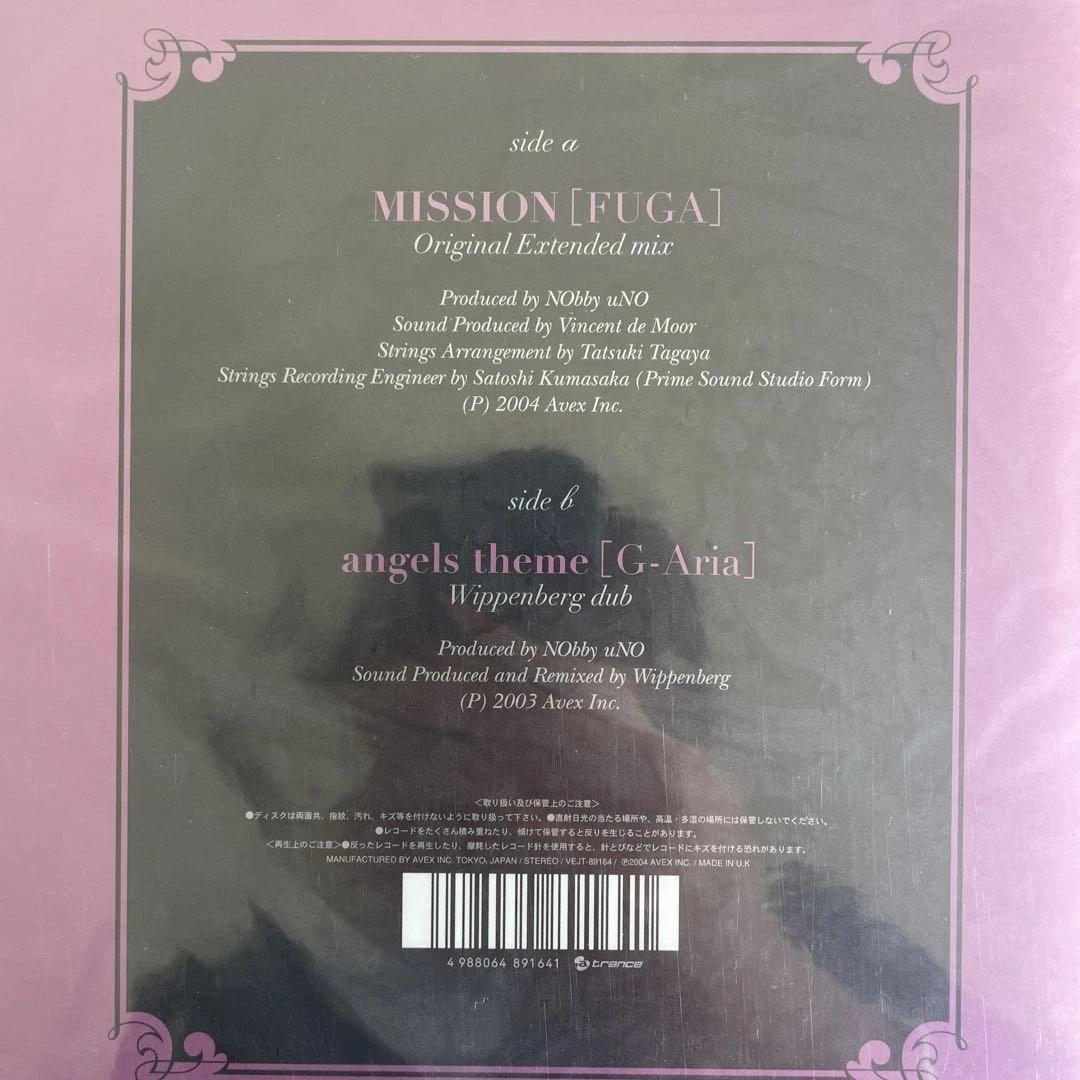 side a
MISSION [FUGA]
Original Extended mix
Produced by NObby uNO
Sound Produced by Vincent de Moor
Strings Arrangement by Tatsuki Tagaya
Strings Recording Engineer by Satoshi Kumasaka (Prime Sound Studio Form)
(P) 2004 Avex Inc.
side b
angels theme [G-Aria]
Wippenberg dub
Produced by NObby uNO
Sound Produced and Remixed by Wippenberg
(P) 2003 Avex Inc.
<取り扱い及び保管上のご注意>
●ディスクは両面共、指紋、汚れ、キズ等を付けないように取り扱って下さい。●直射日光の当たる場所や、高温・多湿の場所には保管しないでください。
●レコードをたくさん積み重ねたり、傾けて保管すると反りを生じることがあります。
<再生上のご注意>●反ったレコードを再生したり、摩耗したレコード針を使用すると、針とびなどでレコードにキズを付ける恐れがあります。
MANUFACTURED BY AVEX INC. TOKYO, JAPAN / STEREO / VEJT-89164 / ℗2004 AVEX INC. / MADE IN U.K
4 988064 891641 a trance